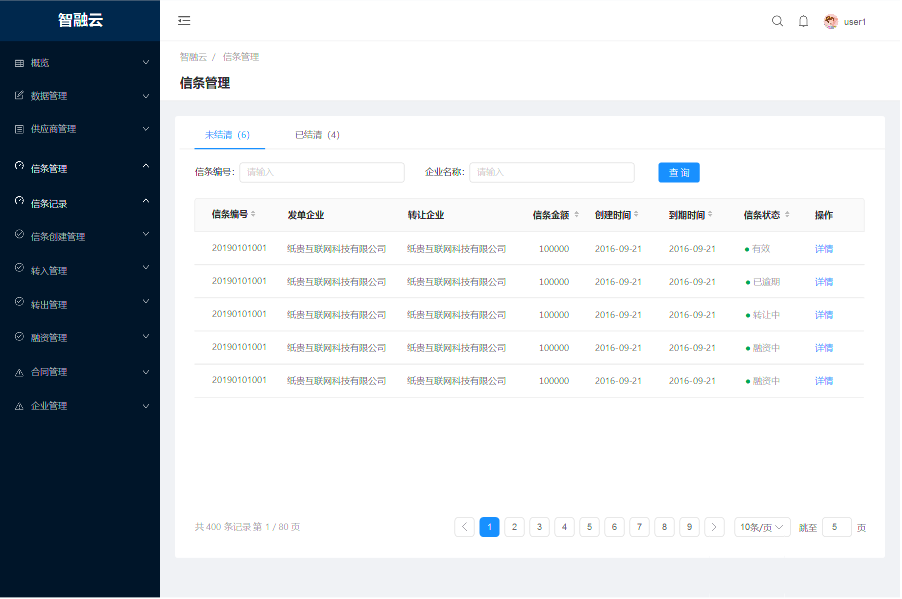 智融云
user1
概览
数据管理
供应商管理
信条管理
信条记录
信条创建管理
转入管理
转出管理
融资管理
合同管理
企业管理
智融云 / 信条管理
信条管理
未结清 (6) 已结清 (4)
信条编号: 请输入 企业名称: 请输入 查 询
信条编号 发单企业 转让企业 信条金额 创建时间 到期时间 信条状态 操作
20190101001 纸贵互联网科技有限公司 纸贵互联网科技有限公司 100000 2016-09-21 2016-09-21 有效 详情
20190101001 纸贵互联网科技有限公司 纸贵互联网科技有限公司 100000 2016-09-21 2016-09-21 已逾期 详情
20190101001 纸贵互联网科技有限公司 纸贵互联网科技有限公司 100000 2016-09-21 2016-09-21 转让中 详情
20190101001 纸贵互联网科技有限公司 纸贵互联网科技有限公司 100000 2016-09-21 2016-09-21 融资中 详情
20190101001 纸贵互联网科技有限公司 纸贵互联网科技有限公司 100000 2016-09-21 2016-09-21 融资中 详情
共 400 条记录 第 1 / 80 页 1 2 3 4 5 6 7 8 9 10条/页 跳至 5 页